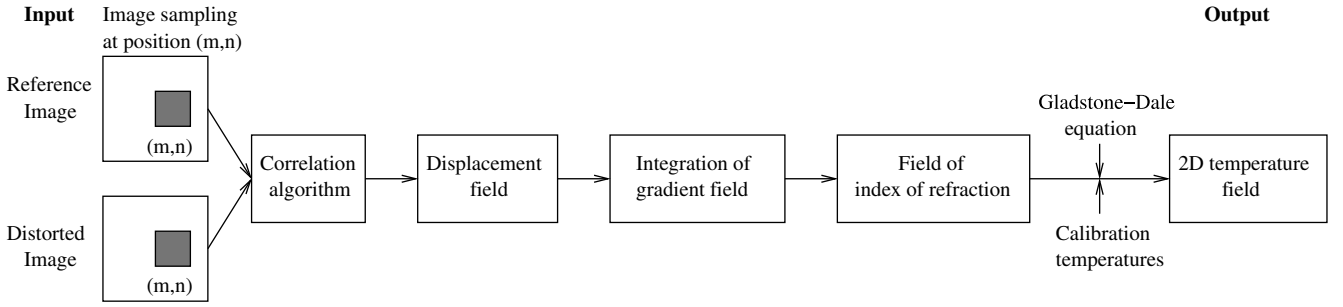 Input
Image sampling
at position (m,n)
Output
Reference
Image
(m,n)
Distorted
Image
(m,n)
Correlation
algorithm
Displacement
field
Integration of
gradient field
Field of
index of refraction
Gladstone−Dale
equation
Calibration
temperatures
2D temperature
field